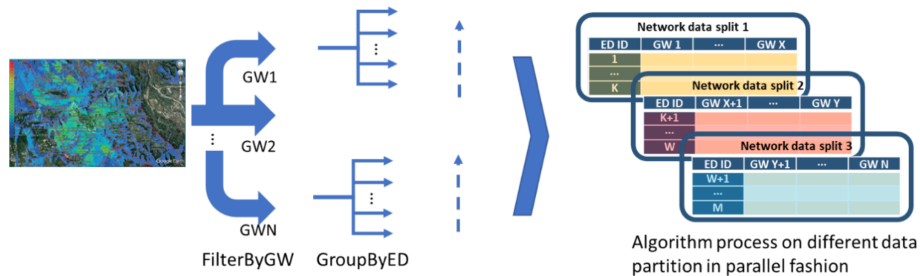 Network data split 1
ED ID GW 1 ... GW X
1
...
K
Network data split 2
ED ID GW X+1 ... GW Y
K+1
...
W
Network data split 3
ED ID GW Y+1 ... GW N
W+1
...
M
GW1
...
GW2
...
GWN
...
Google Earth
FilterByGW GroupByED
Algorithm process on different data
partition in parallel fashion